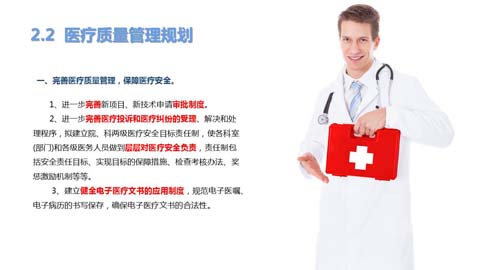 2.2 医疗质量管理规划
一、完善医疗质量管理，保障医疗安全。
1、进一步完善新项目、新技术申请审批制度。
2、进一步完善医疗投诉和医疗纠纷的受理、解决和处
理程序，拟建立院、科两级医疗安全目标责任制，使各科室
(部门)和各级医务人员做到层层对医疗安全负责，责任制包
括安全责任目标、实现目标的保障措施、检查考核办法、奖
惩激励机制等等。
3、建立健全电子医疗文书的应用制度，规范电子医嘱、
电子病历的书写保存，确保电子医疗文书的合法性。